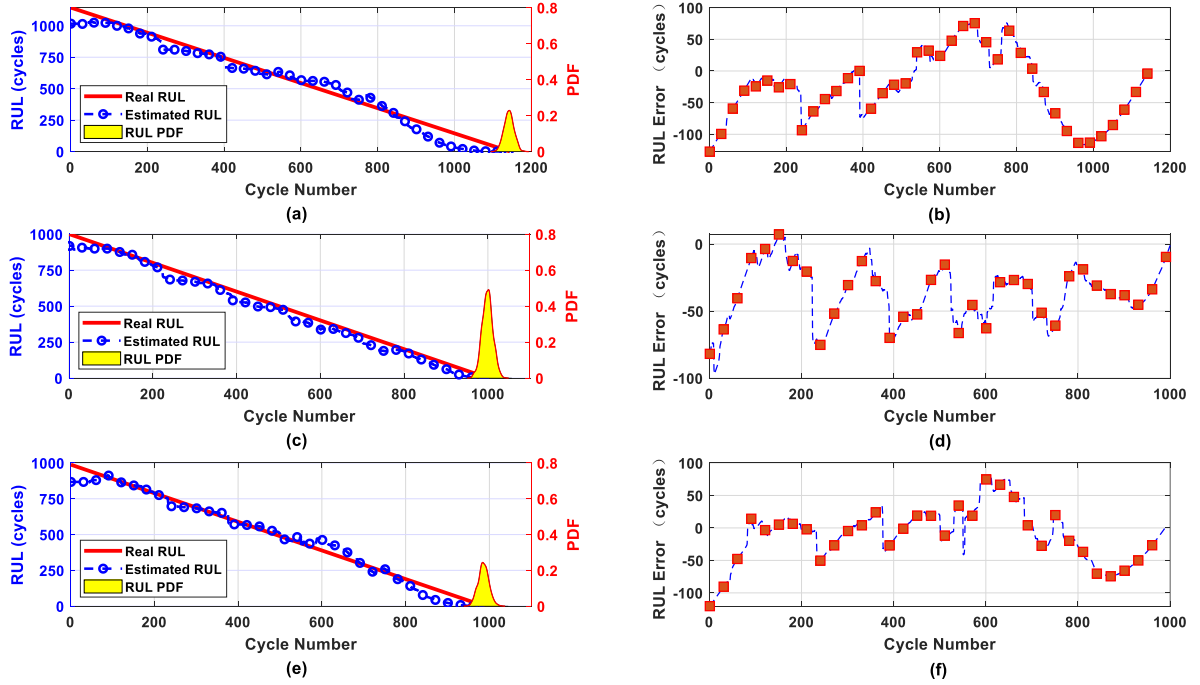 1000
750
500
250
0
RUL (cycles)
Real RUL
Estimated RUL
RUL PDF
0.8
0.6
0.4
0.2
0
PDF
0 200 400 600 800 1000 1200
Cycle Number
(a)
100
50
0
-50
-100
RUL Error（cycles）
0 200 400 600 800 1000 1200
Cycle Number
(b)
1000
750
500
250
0
RUL (cycles)
Real RUL
Estimated RUL
RUL PDF
0.8
0.6
0.4
0.2
0
PDF
0 200 400 600 800 1000
Cycle Number
(c)
0
-50
-100
RUL Error（cycles）
0 200 400 600 800 1000
Cycle Number
(d)
1000
750
500
250
0
RUL (cycles)
Real RUL
Estimated RUL
RUL PDF
0.8
0.6
0.4
0.2
0
PDF
0 200 400 600 800 1000
Cycle Number
(e)
100
50
0
-50
-100
RUL Error（cycles）
0 200 400 600 800 1000
Cycle Number
(f)